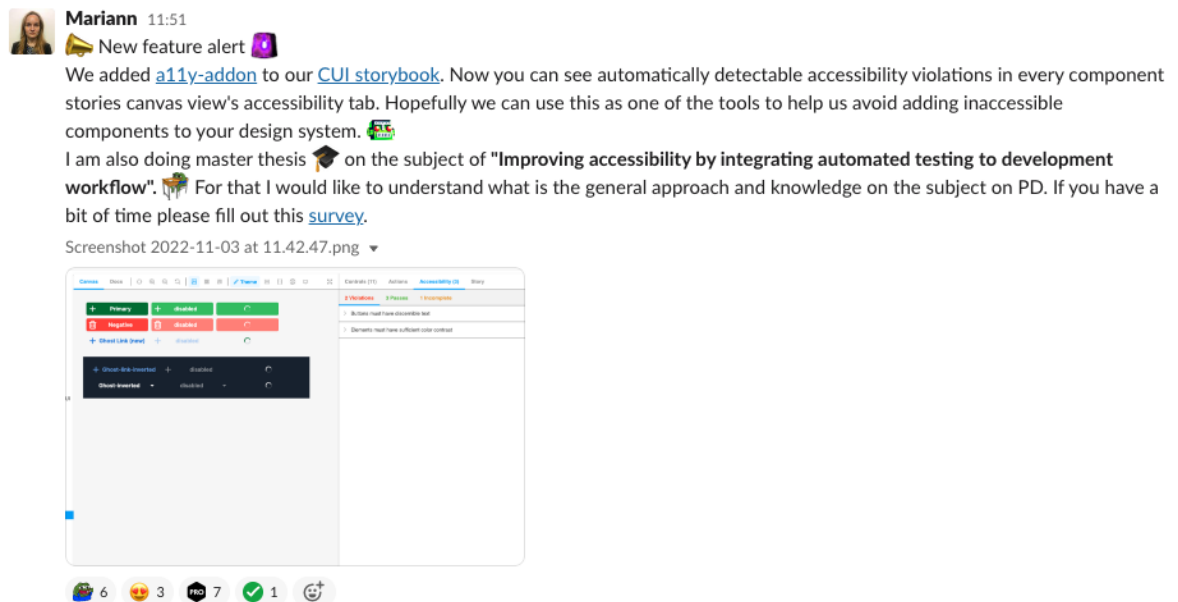 Mariann 11:51
New feature alert
We added a11y-addon to our CUI storybook. Now you can see automatically detectable accessibility violations in every component
stories canvas view's accessibility tab. Hopefully we can use this as one of the tools to help us avoid adding inaccessible
components to your design system.
I am also doing master thesis on the subject of "Improving accessibility by integrating automated testing to development
workflow". For that I would like to understand what is the general approach and knowledge on the subject on PD. If you have a
bit of time please fill out this survey.
Screenshot 2022-11-03 at 11.42.47.png
Canvas Docs Theme Controls (11) Actions Accessibility (3) Story
2 Violations Passes 1 Incomplete
+ Primary + disabled
Buttons must have discernible text
Negative disabled
Elements must have sufficient color contrast
+ Ghost Link (new) + disabled
+ Ghost-link-inverted + disabled
Ghost-inverted disabled
6 3 PRO 7 1